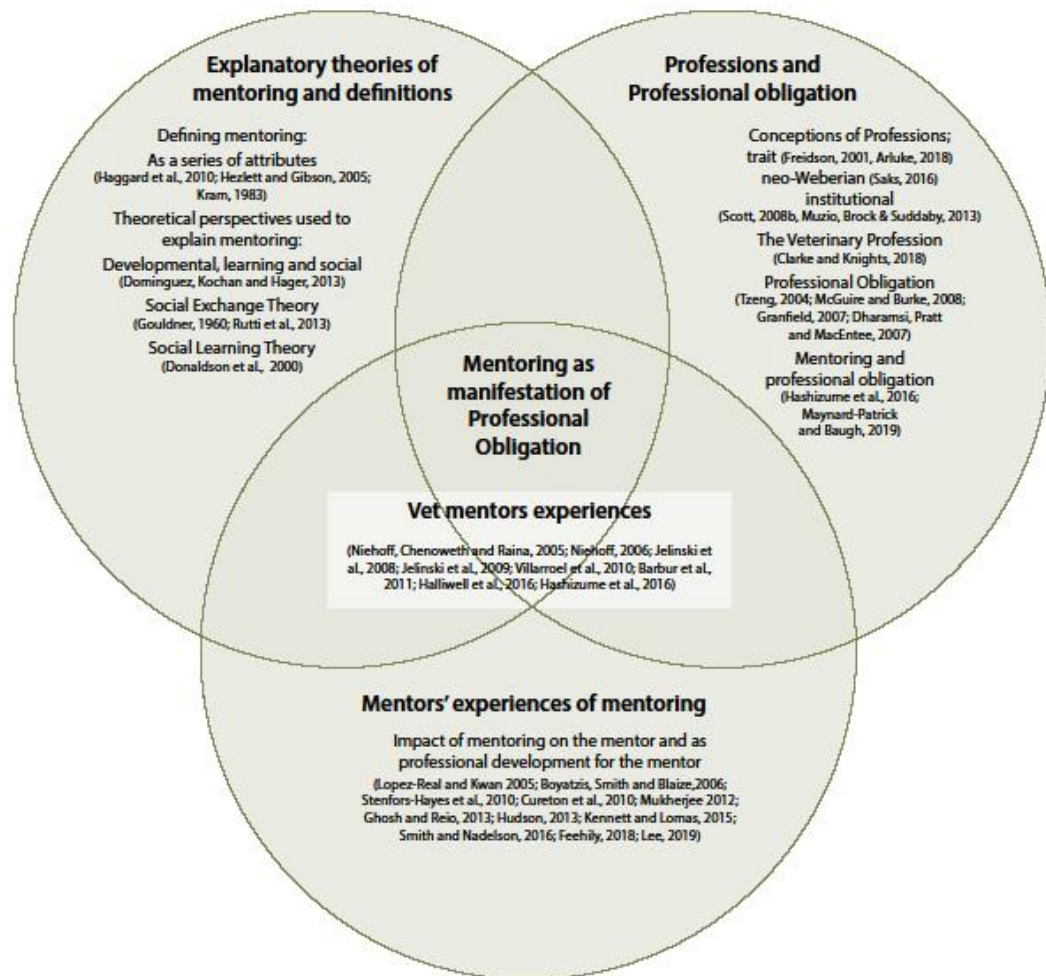 Explanatory theories of
mentoring and definitions
Defining mentoring:
As a series of attributes
(Haggard et al., 2010; Hezlett and Gibson, 2005;
Kram, 1983)
Theoretical perspectives used to
explain mentoring:
Developmental, learning and social
(Dominguez, Kochan and Hager, 2013)
Social Exchange Theory
(Gouldner, 1960; Rutti et al., 2013)
Social Learning Theory
(Donaldson et al., 2000)
Professions and
Professional obligation
Conceptions of Professions;
trait (Freidson, 2001, Arluke, 2018)
neo-Weberian (Saks, 2016)
institutional
(Scott, 2008b, Muzio, Brock & Suddaby, 2013)
The Veterinary Profession
(Clarke and Knights, 2018)
Professional Obligation
(Tzeng, 2004; McGuire and Burke, 2008;
Granfield, 2007; Dharamsi, Pratt
and MacEntee, 2007)
Mentoring and
professional obligation
(Hashizume et al., 2016;
Maynard-Patrick
and Baugh, 2019)
Mentoring as
manifestation of
Professional
Obligation
Vet mentors experiences
(Niehoff, Chenoweth and Raina, 2005; Niehoff, 2006; Jelinski et
al., 2008; Jelinski et al., 2009; Villarroel et al., 2010; Barbur et al.,
2011; Halliwell et al., 2016; Hashizume et al., 2016)
Mentors' experiences of mentoring
Impact of mentoring on the mentor and as
professional development for the mentor
(Lopez-Real and Kwan 2005; Boyatzis, Smith and Blaize,2006;
Stenfors-Hayes et al., 2010; Cureton et al., 2010; Mukherjee 2012;
Ghosh and Reio, 2013; Hudson, 2013; Kennett and Lomas, 2015;
Smith and Nadelson, 2016; Feehily, 2018; Lee, 2019)